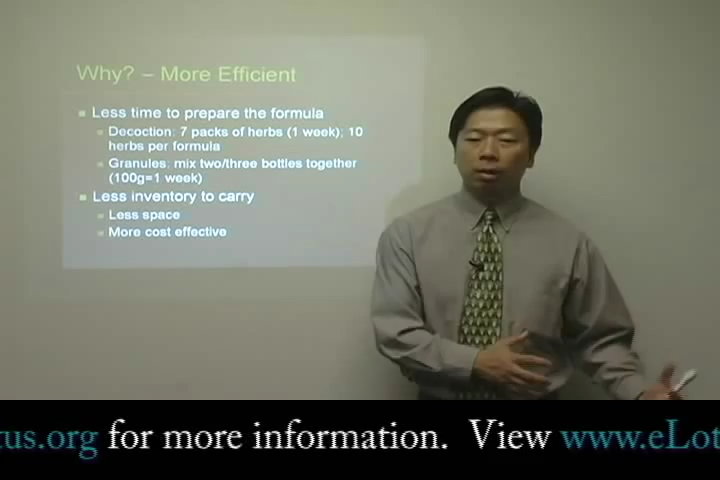 Why? – More Efficient
Less time to prepare the formula
Decoction: 7 packs of herbs (1 week); 10
herbs per formula
Granules: mix two/three bottles together
(100g=1 week)
Less inventory to carry
Less space
More cost effective
tus.org for more information. View www.eLot